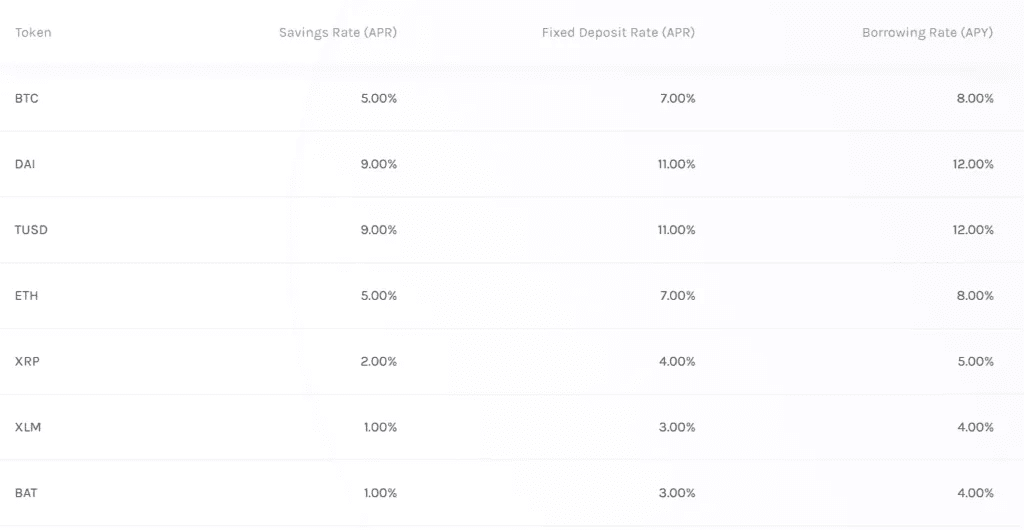 Token Savings Rate (APR) Fixed Deposit Rate (APR) Borrowing Rate (APY)
BTC 5.00% 7.00% 8.00%
DAI 9.00% 11.00% 12.00%
TUSD 9.00% 11.00% 12.00%
ETH 5.00% 7.00% 8.00%
XRP 2.00% 4.00% 5.00%
XLM 1.00% 3.00% 4.00%
BAT 1.00% 3.00% 4.00%